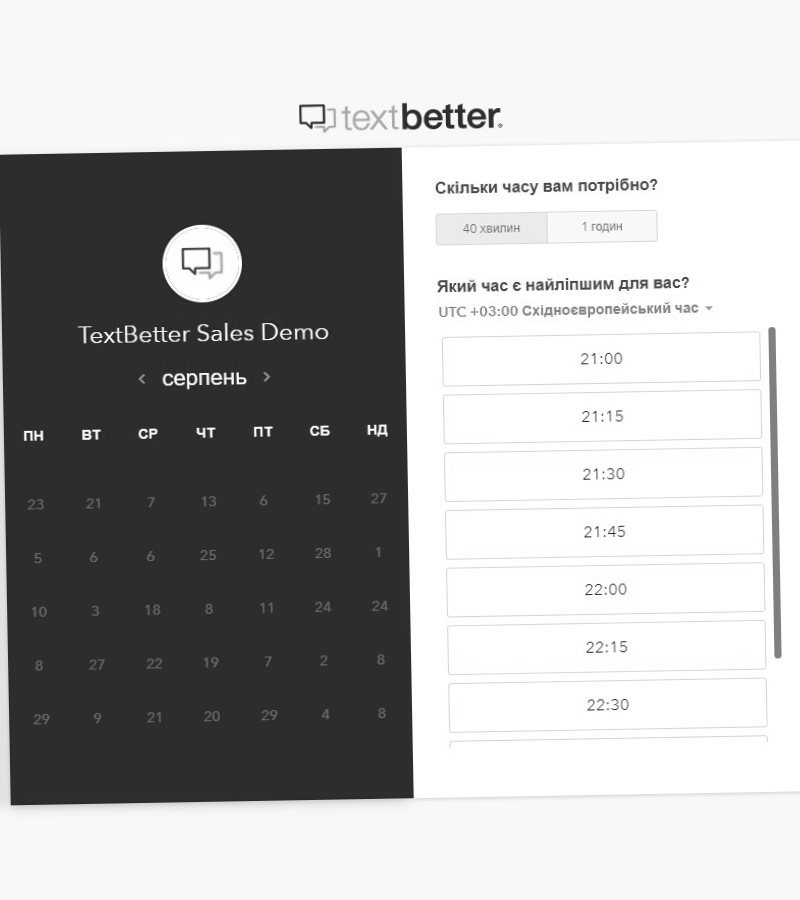 textbetter
TextBetter Sales Demo
‹ серпень ›
ПН ВТ СР ЧТ ПТ СБ НД
23 21 7 13 6 15 27
5 6 6 25 12 28 1
10 3 18 8 11 24 24
8 27 22 19 7 2 8
29 9 21 20 29 4 8
Скільки часу вам потрібно?
40 хвилин 1 годин
Який час є найліпшим для вас?
UTC +03:00 Східноєвропейський час
21:00
21:15
21:30
21:45
22:00
22:15
22:30